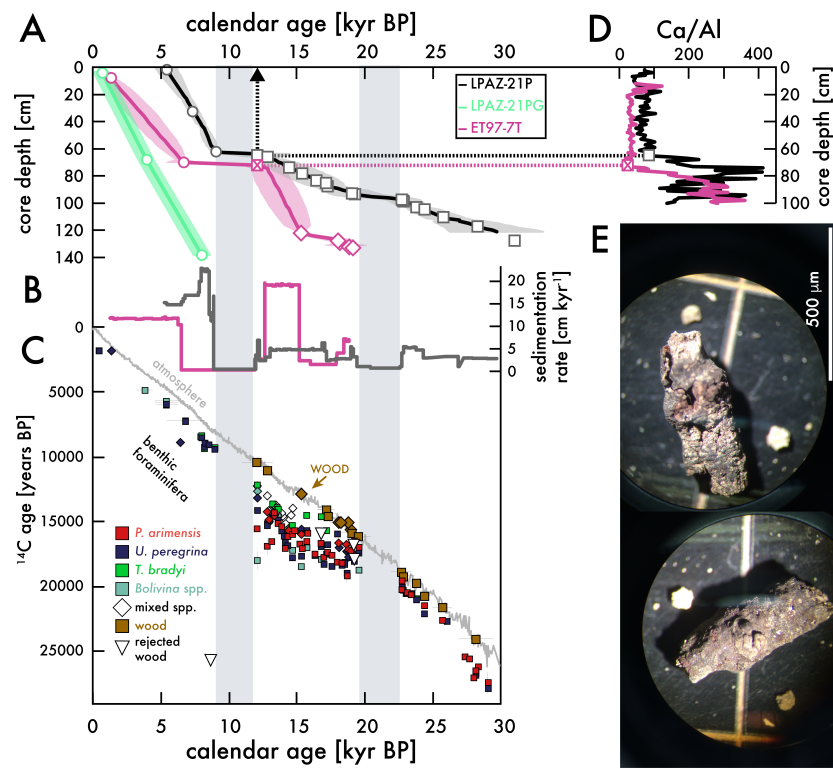 A
calendar age [kyr BP]
0 5 10 15 20 25 30
core depth [cm]
0
20
40
60
80
100
120
140
LPAZ-21P
LPAZ-21PG
ET97-7T
D
Ca/Al
0 200 400
0
20
40
60
80
100
core depth [cm]
B
20
15
10
5
0
sedimentation
rate [cm kyr⁻¹]
C
0
5000
10000
15000
20000
25000
¹⁴C age [years BP]
atmosphere
benthic
foraminifera
WOOD
P. arimensis
U. peregrina
T. bradyi
Bolivina spp.
mixed spp.
wood
rejected
wood
0 5 10 15 20 25 30
calendar age [kyr BP]
E
500 µm